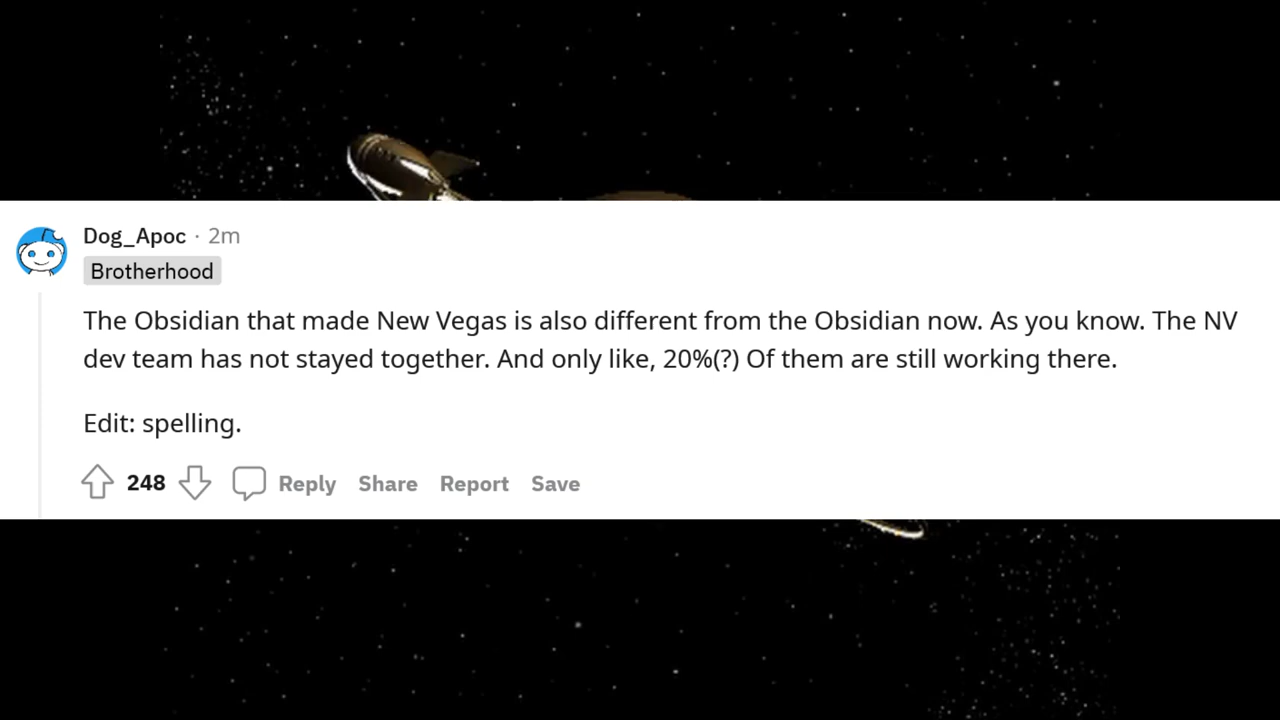 Dog_Apoc · 2m
Brotherhood
The Obsidian that made New Vegas is also different from the Obsidian now. As you know. The NV
dev team has not stayed together. And only like, 20%(?) Of them are still working there.
Edit: spelling.
248 Reply Share Report Save